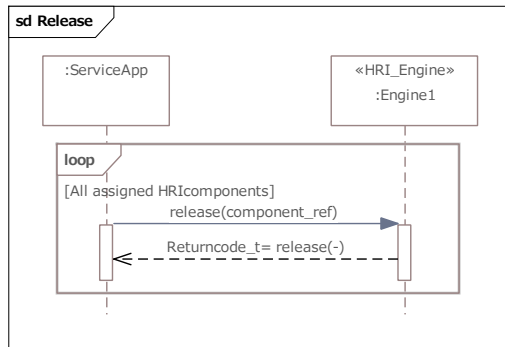 sd Release
:ServiceApp
«HRI_Engine»
:Engine1
loop
[All assigned HRIcomponents]
release(component_ref)
Returncode_t= release(-)